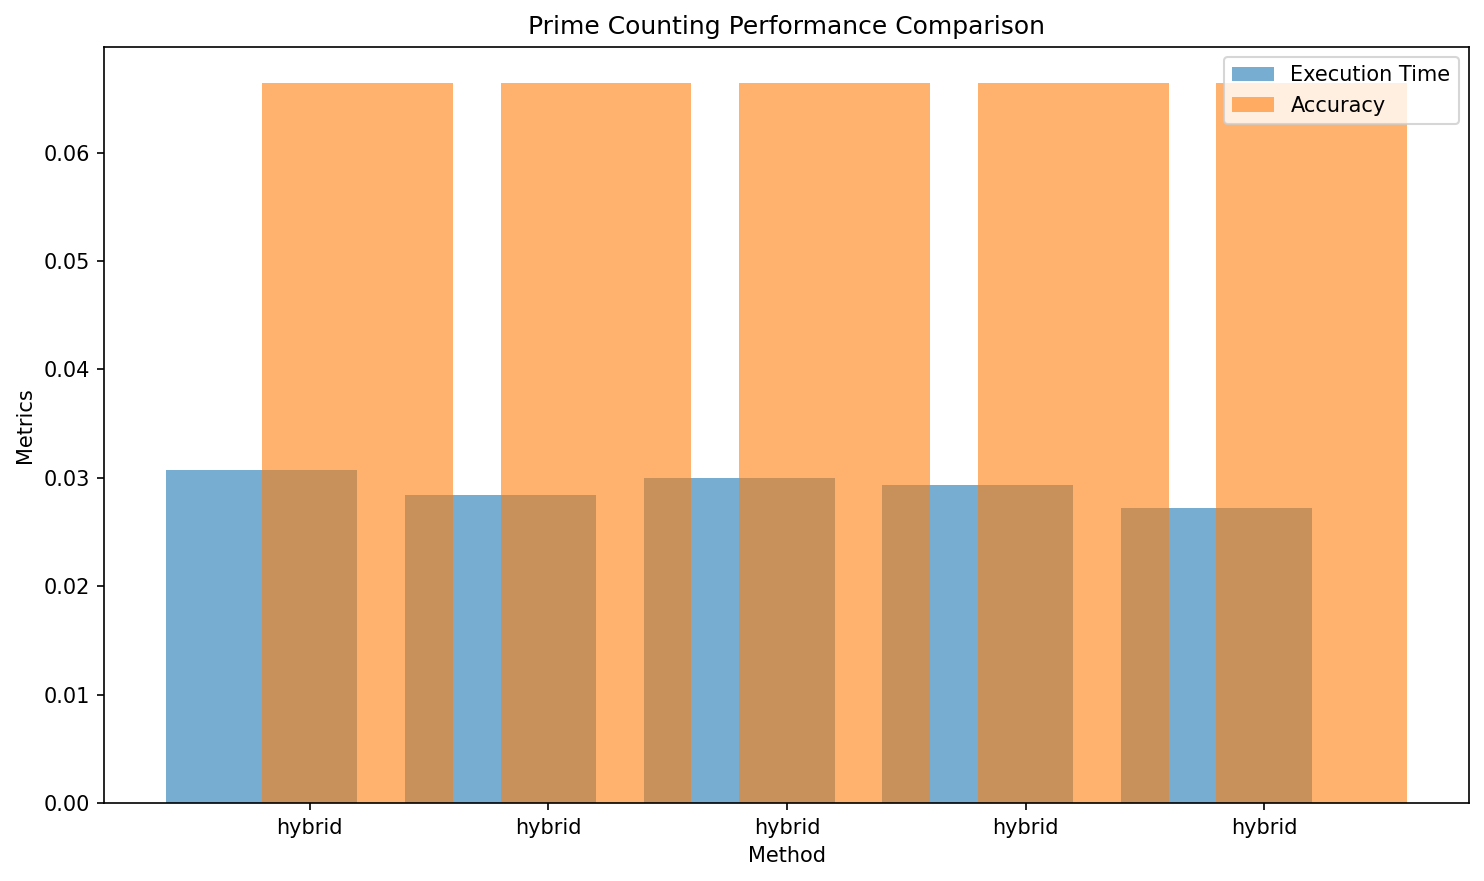 Prime Counting Performance Comparison
Execution Time
Accuracy
Metrics
0.06
0.05
0.04
0.03
0.02
0.01
0.00
hybrid hybrid hybrid hybrid hybrid
Method